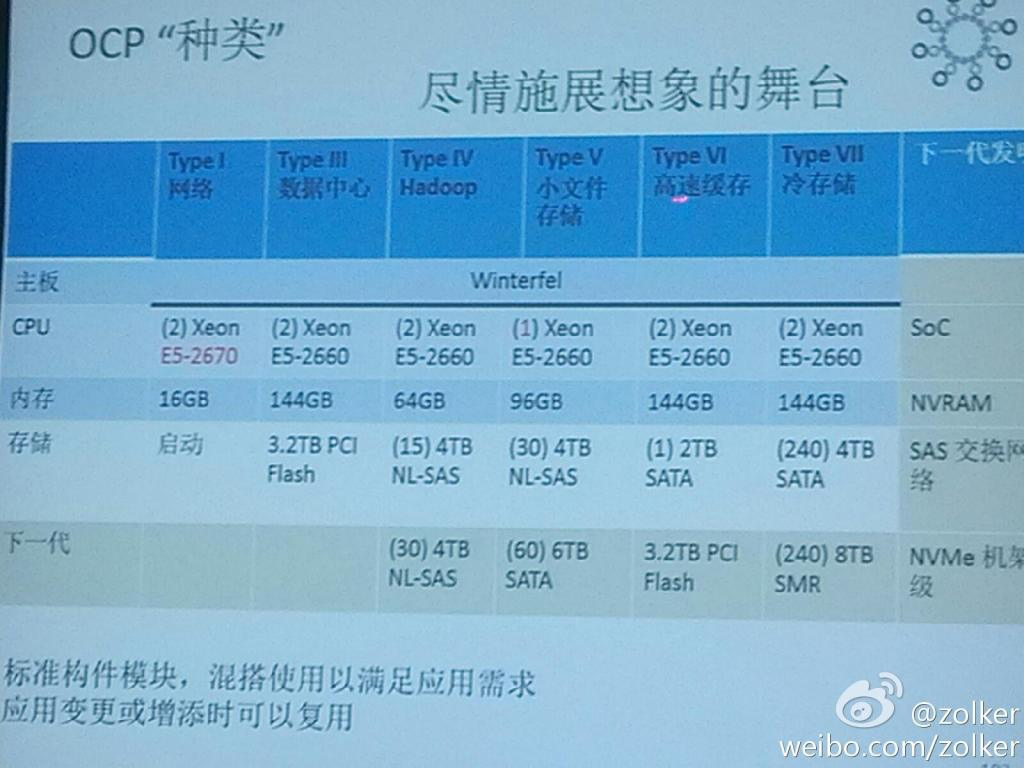 OCP “种类”
尽情施展想象的舞台
Type I Type III Type IV Type V Type VI Type VII 下一代发明
网络 数据中心 Hadoop 小文件 高速缓存 冷存储
存储
主板 Winterfel
CPU (2) Xeon (2) Xeon (2) Xeon (1) Xeon (2) Xeon (2) Xeon SoC
E5-2670 E5-2660 E5-2660 E5-2660 E5-2660 E5-2660
内存 16GB 144GB 64GB 96GB 144GB 144GB NVRAM
存储 启动 3.2TB PCI (15) 4TB (30) 4TB (1) 2TB (240) 4TB SAS 交换网
Flash NL-SAS NL-SAS SATA SATA 络
下一代 (30) 4TB (60) 6TB 3.2TB PCI (240) 8TB NVMe 机架
NL-SAS SATA Flash SMR 级
标准构件模块，混搭使用以满足应用需求
应用变更或增添时可以复用
@zolker
weibo.com/zolker